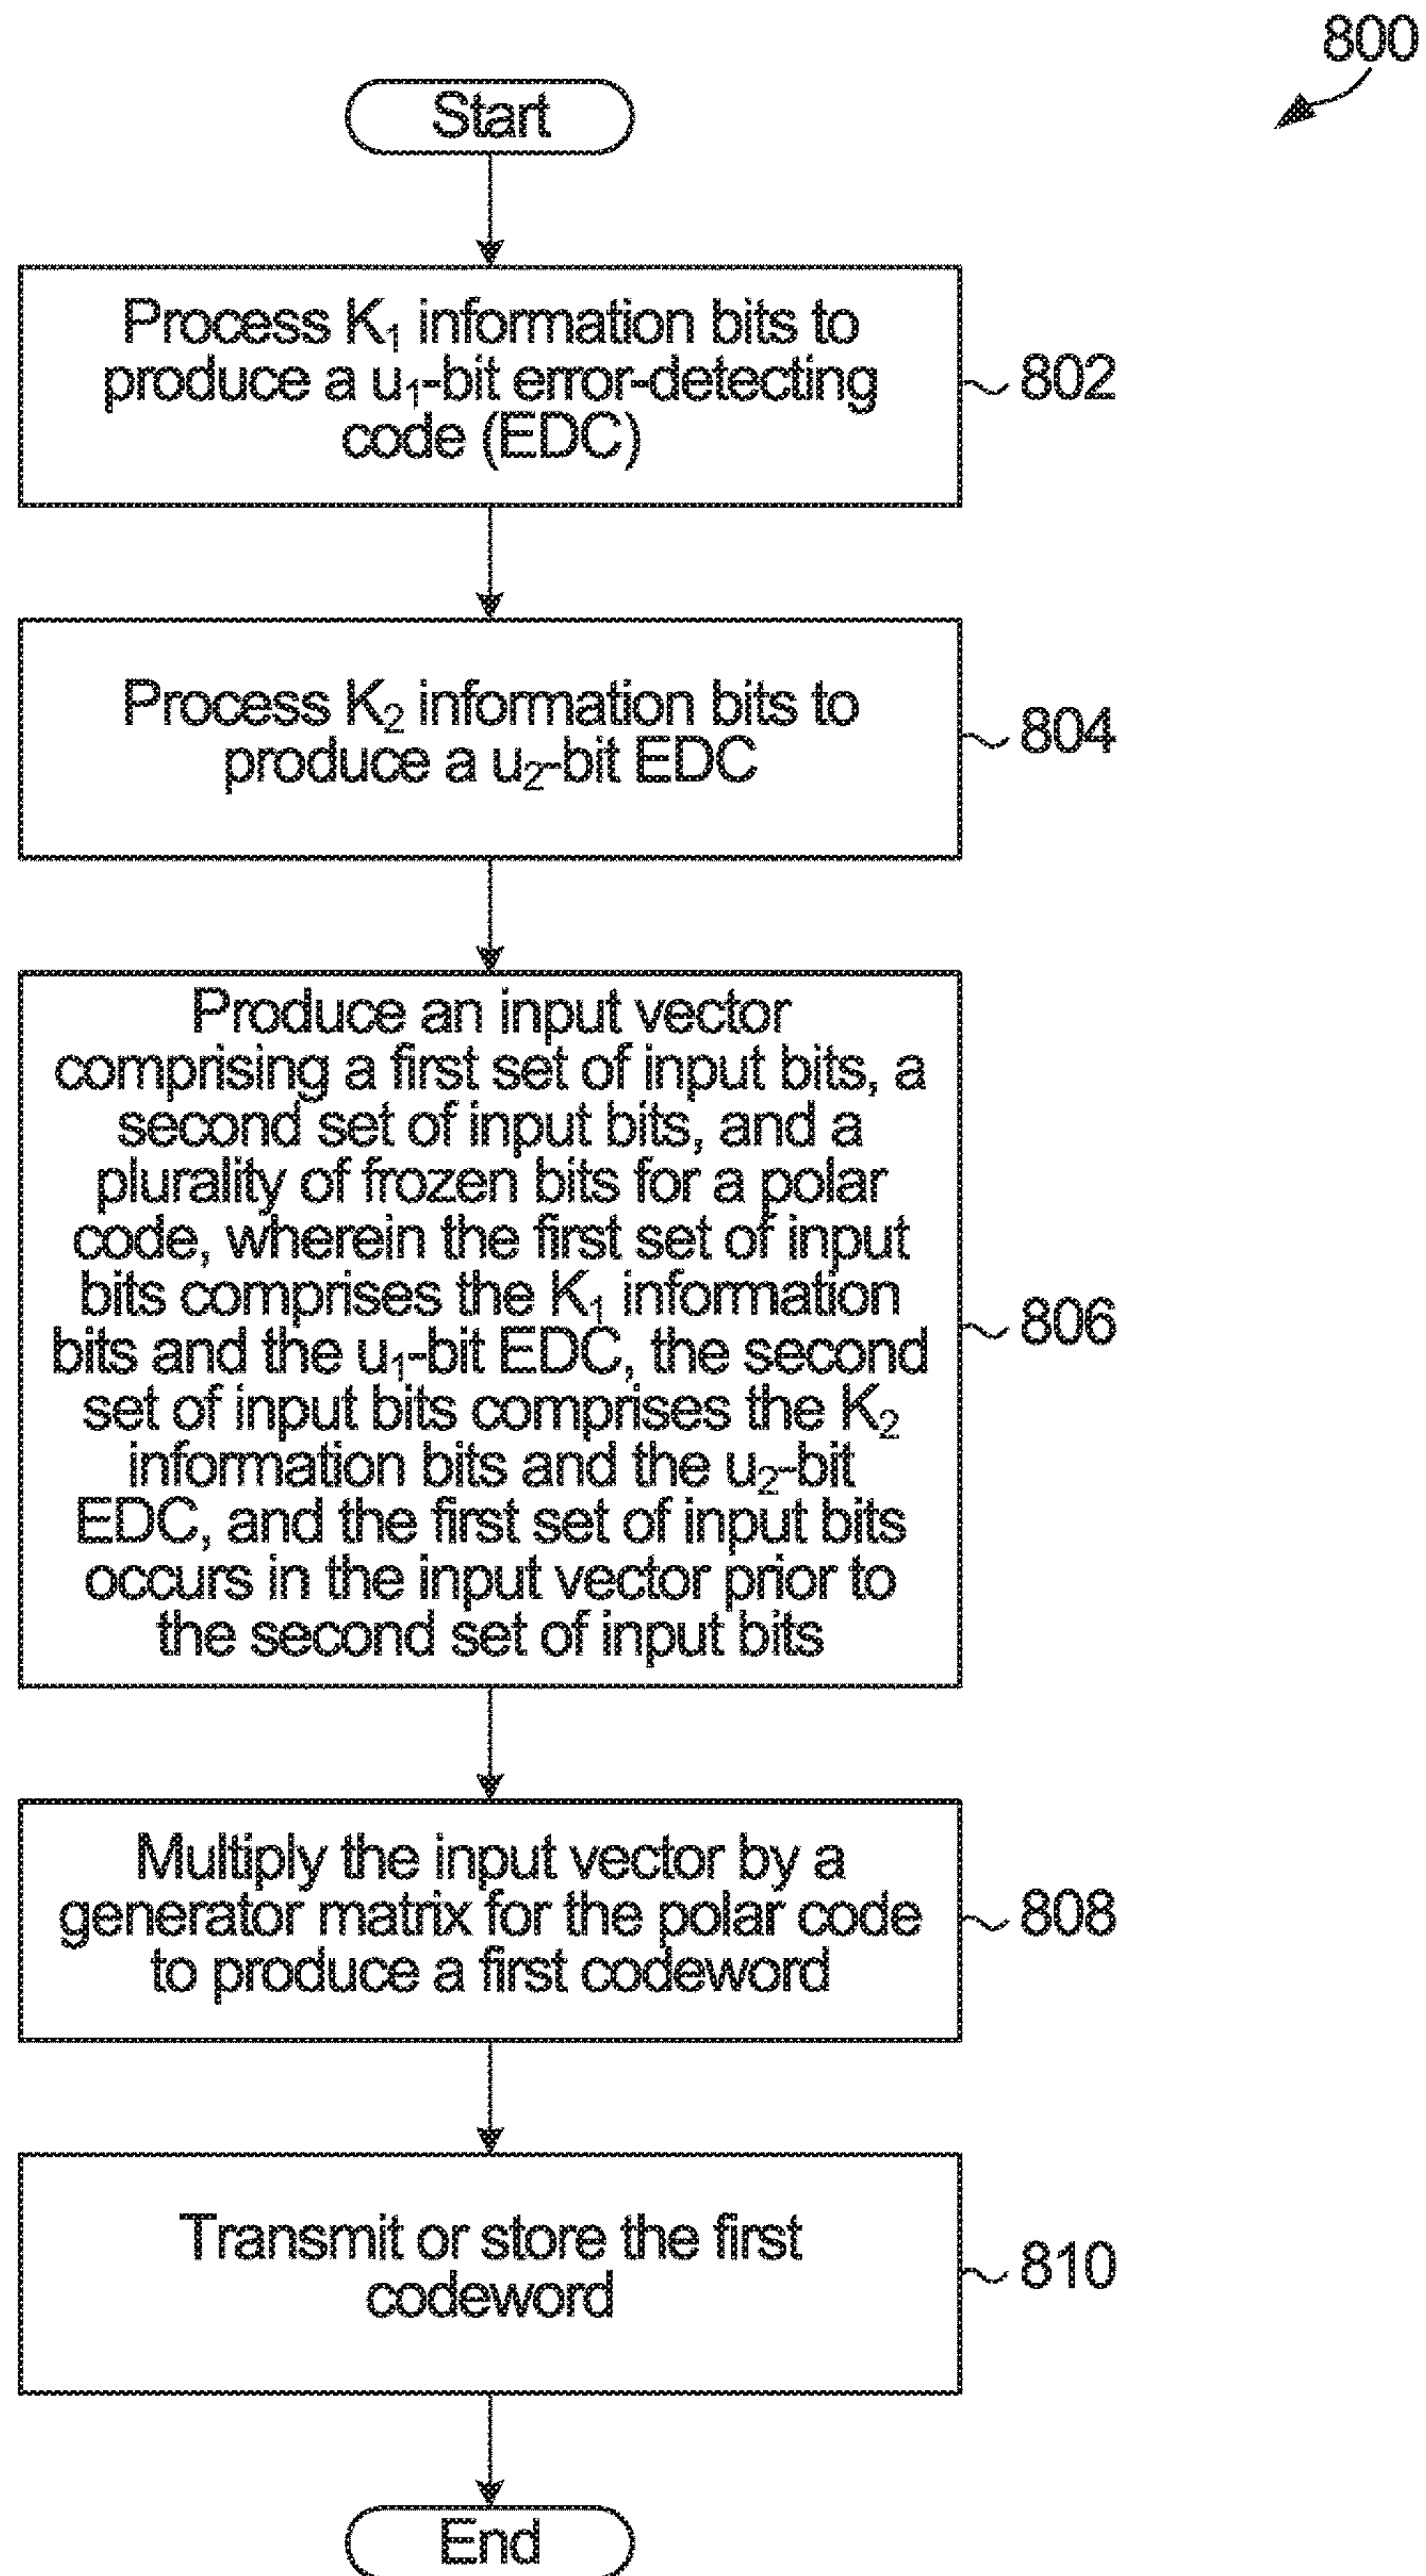 800
Start
Process K₁ information bits to
produce a u₁-bit error-detecting
code (EDC)
802
Process K₂ information bits to
produce a u₂-bit EDC
804
Produce an input vector
comprising a first set of input bits, a
second set of input bits, and a
plurality of frozen bits for a polar
code, wherein the first set of input
bits comprises the K₁ information
bits and the u₁-bit EDC, the second
set of input bits comprises the K₂
information bits and the u₂-bit
EDC, and the first set of input bits
occurs in the input vector prior to
the second set of input bits
806
Multiply the input vector by a
generator matrix for the polar code
to produce a first codeword
808
Transmit or store the first
codeword
810
End